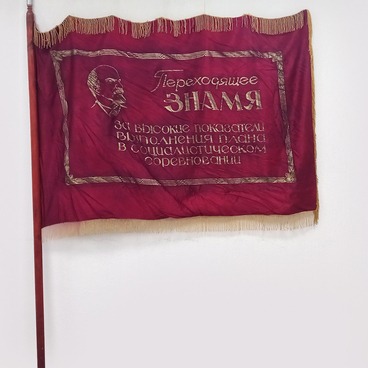 Переходящее
ЗНАМЯ
за высокие показатели
выполнения плана
в социалистическом
соревновании